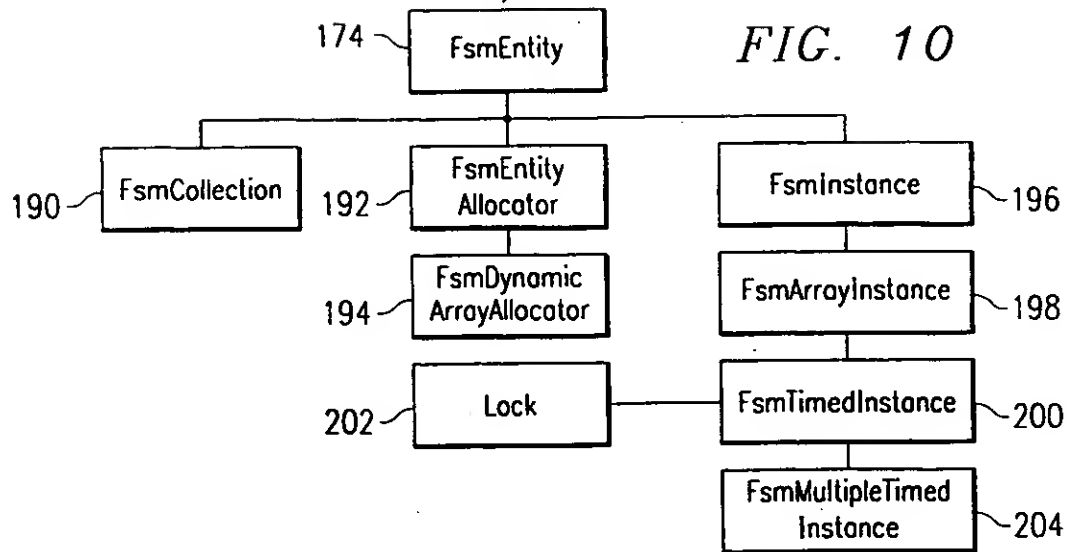 174
FsmEntity
FIG. 10
190
FsmCollection
192
FsmEntity
Allocator
FsmInstance
196
194
FsmDynamic
ArrayAllocator
FsmArrayInstance
198
202
Lock
FsmTimedInstance
200
FsmMultipleTimed
Instance
204